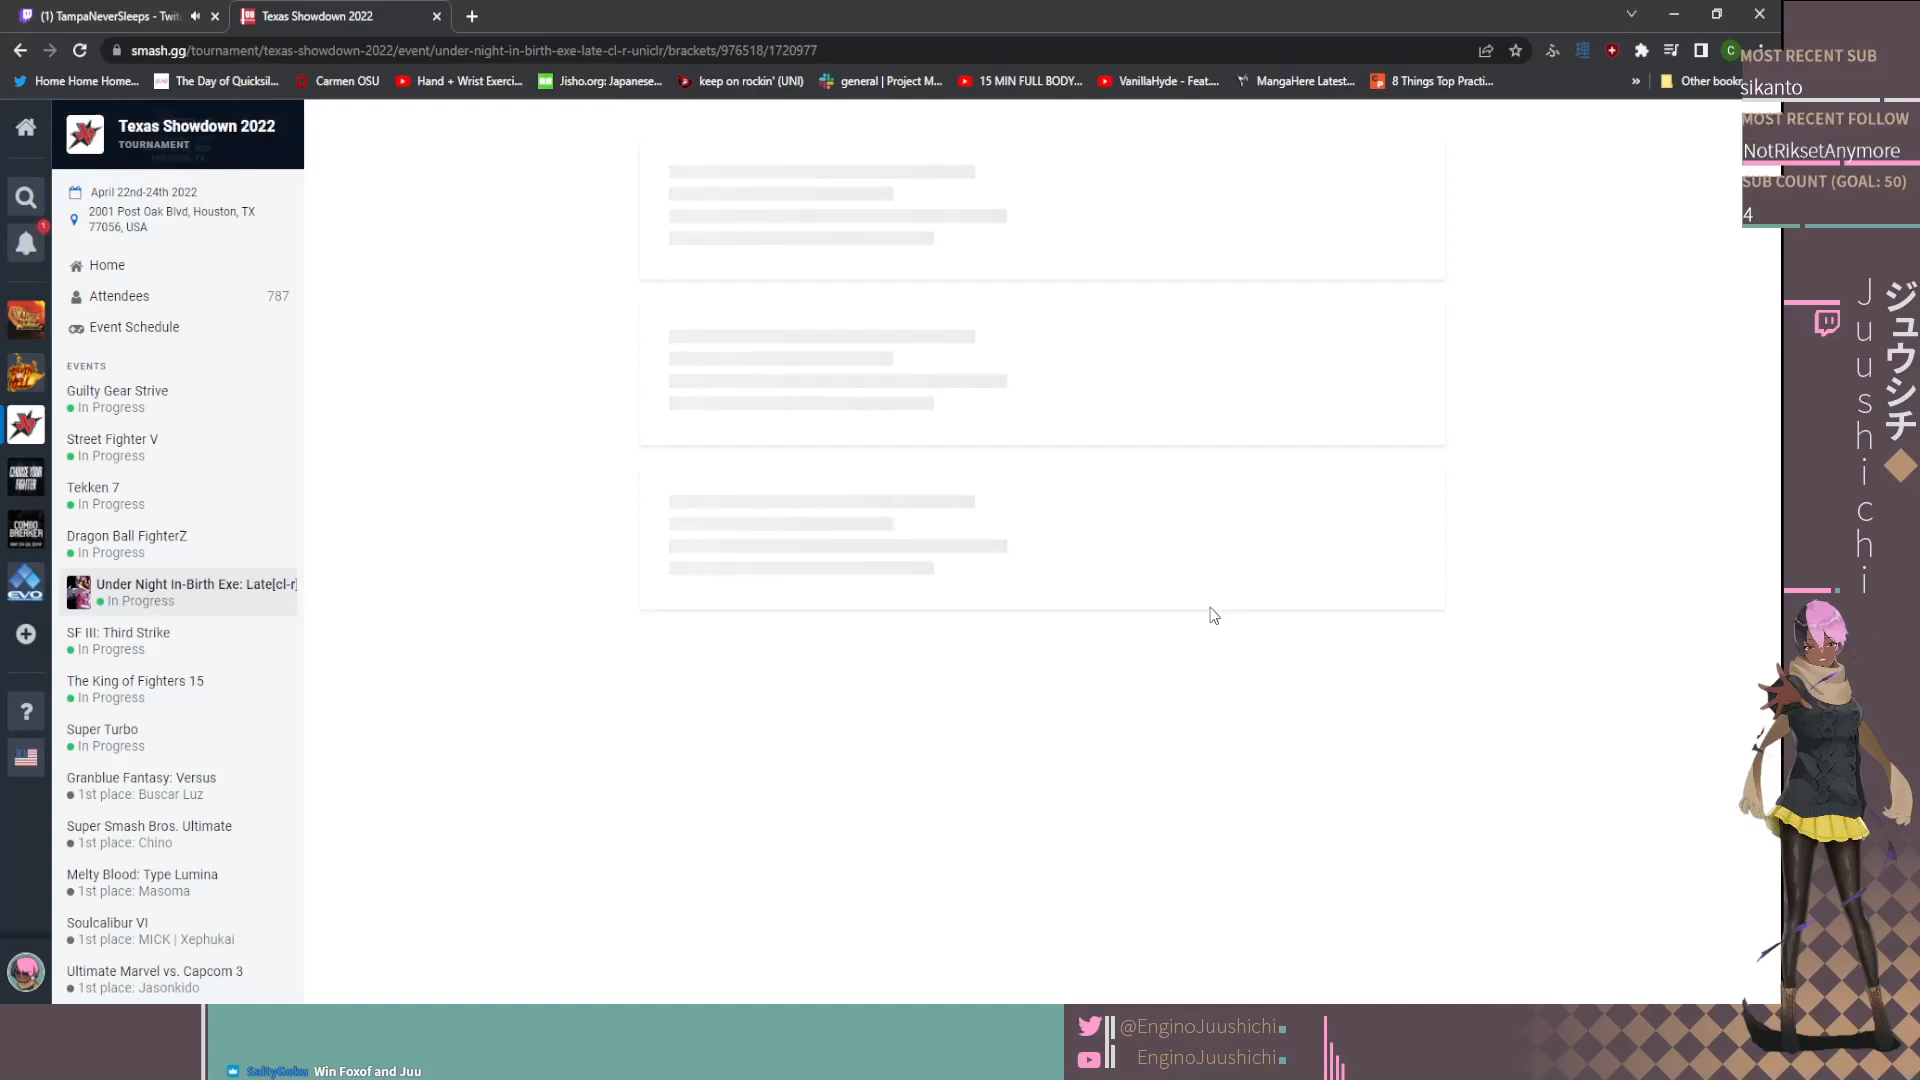 (1) TampaNeverSleeps - Twit
Texas Showdown 2022
smash.gg/tournament/texas-showdown-2022/event/under-night-in-birth-exe-late-cl-r-uniclr/brackets/976518/1720977
C
Home Home Home...
The Day of Quicksil...
Carmen OSU
Hand + Wrist Exerci...
Jisho.org: Japanese...
keep on rockin' (UNI)
general | Project M...
15 MIN FULL BODY...
VanillaHyde - Feat...
MangaHere Latest...
8 Things Top Practi...
»
Other bookr
MOST RECENT SUB
sikanto
MOST RECENT FOLLOW
NotRiksetAnymore
SUB COUNT (GOAL: 50)
4
Texas Showdown 2022
TOURNAMENT
April 22nd-24th 2022
2001 Post Oak Blvd, Houston, TX
77056, USA
Home
Attendees 787
Event Schedule
EVENTS
Guilty Gear Strive
In Progress
Street Fighter V
In Progress
Tekken 7
In Progress
Dragon Ball FighterZ
In Progress
Under Night In-Birth Exe: Late[cl-r]
In Progress
SF III: Third Strike
In Progress
The King of Fighters 15
In Progress
Super Turbo
In Progress
Granblue Fantasy: Versus
1st place: Buscar Luz
Super Smash Bros. Ultimate
1st place: Chino
Melty Blood: Type Lumina
1st place: Masoma
Soulcalibur VI
1st place: MICK | Xephukai
Ultimate Marvel vs. Capcom 3
1st place: Jasonkido
1
CHOOSE YOUR
FIGHTER
COMBO
BREAKER
EVO
?
Juushichi
ジュウシチ
@EnginoJuushichi
EnginoJuushichi
SaltyGoku Win Foxof and Juu